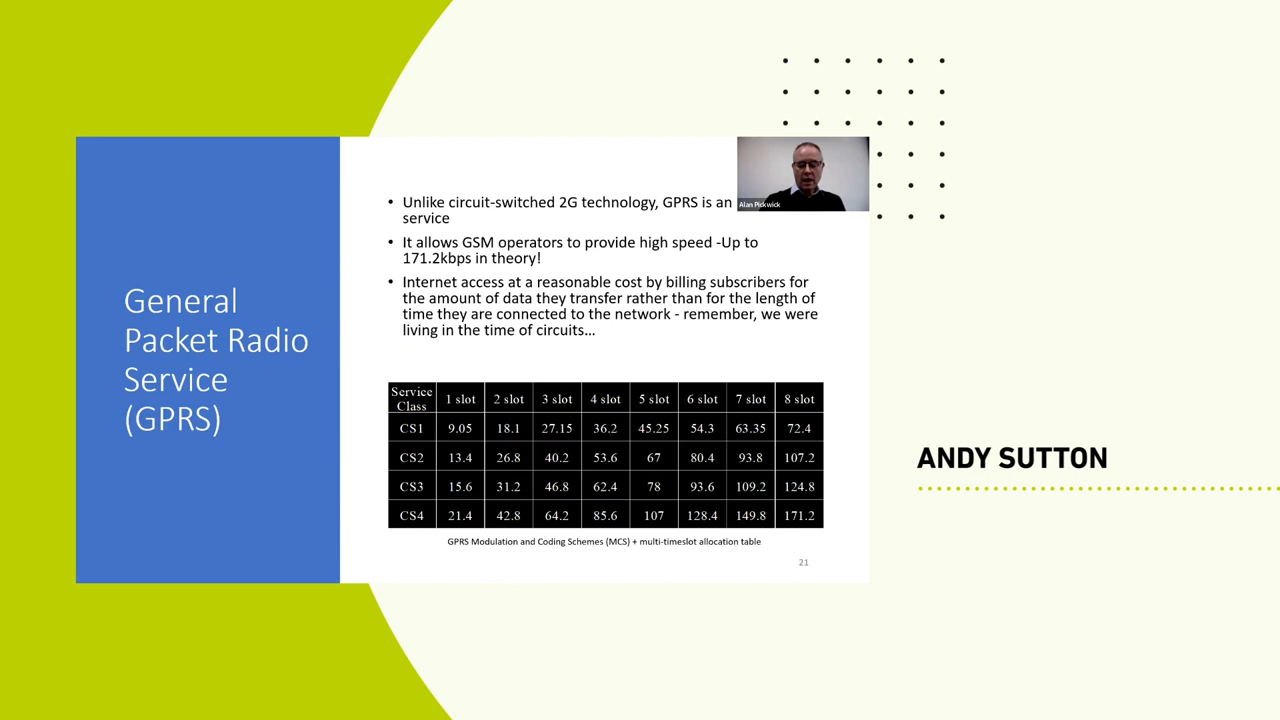 General
Packet Radio
Service
(GPRS)
• Unlike circuit-switched 2G technology, GPRS is an
service
• It allows GSM operators to provide high speed -Up to
171.2kbps in theory!
• Internet access at a reasonable cost by billing subscribers for
the amount of data they transfer rather than for the length of
time they are connected to the network - remember, we were
living in the time of circuits...
Alan Pickwick
Service Class 1 slot 2 slot 3 slot 4 slot 5 slot 6 slot 7 slot 8 slot
CS1 9.05 18.1 27.15 36.2 45.25 54.3 63.35 72.4
CS2 13.4 26.8 40.2 53.6 67 80.4 93.8 107.2
CS3 15.6 31.2 46.8 62.4 78 93.6 109.2 124.8
CS4 21.4 42.8 64.2 85.6 107 128.4 149.8 171.2
GPRS Modulation and Coding Schemes (MCS) + multi-timeslot allocation table
21
ANDY SUTTON